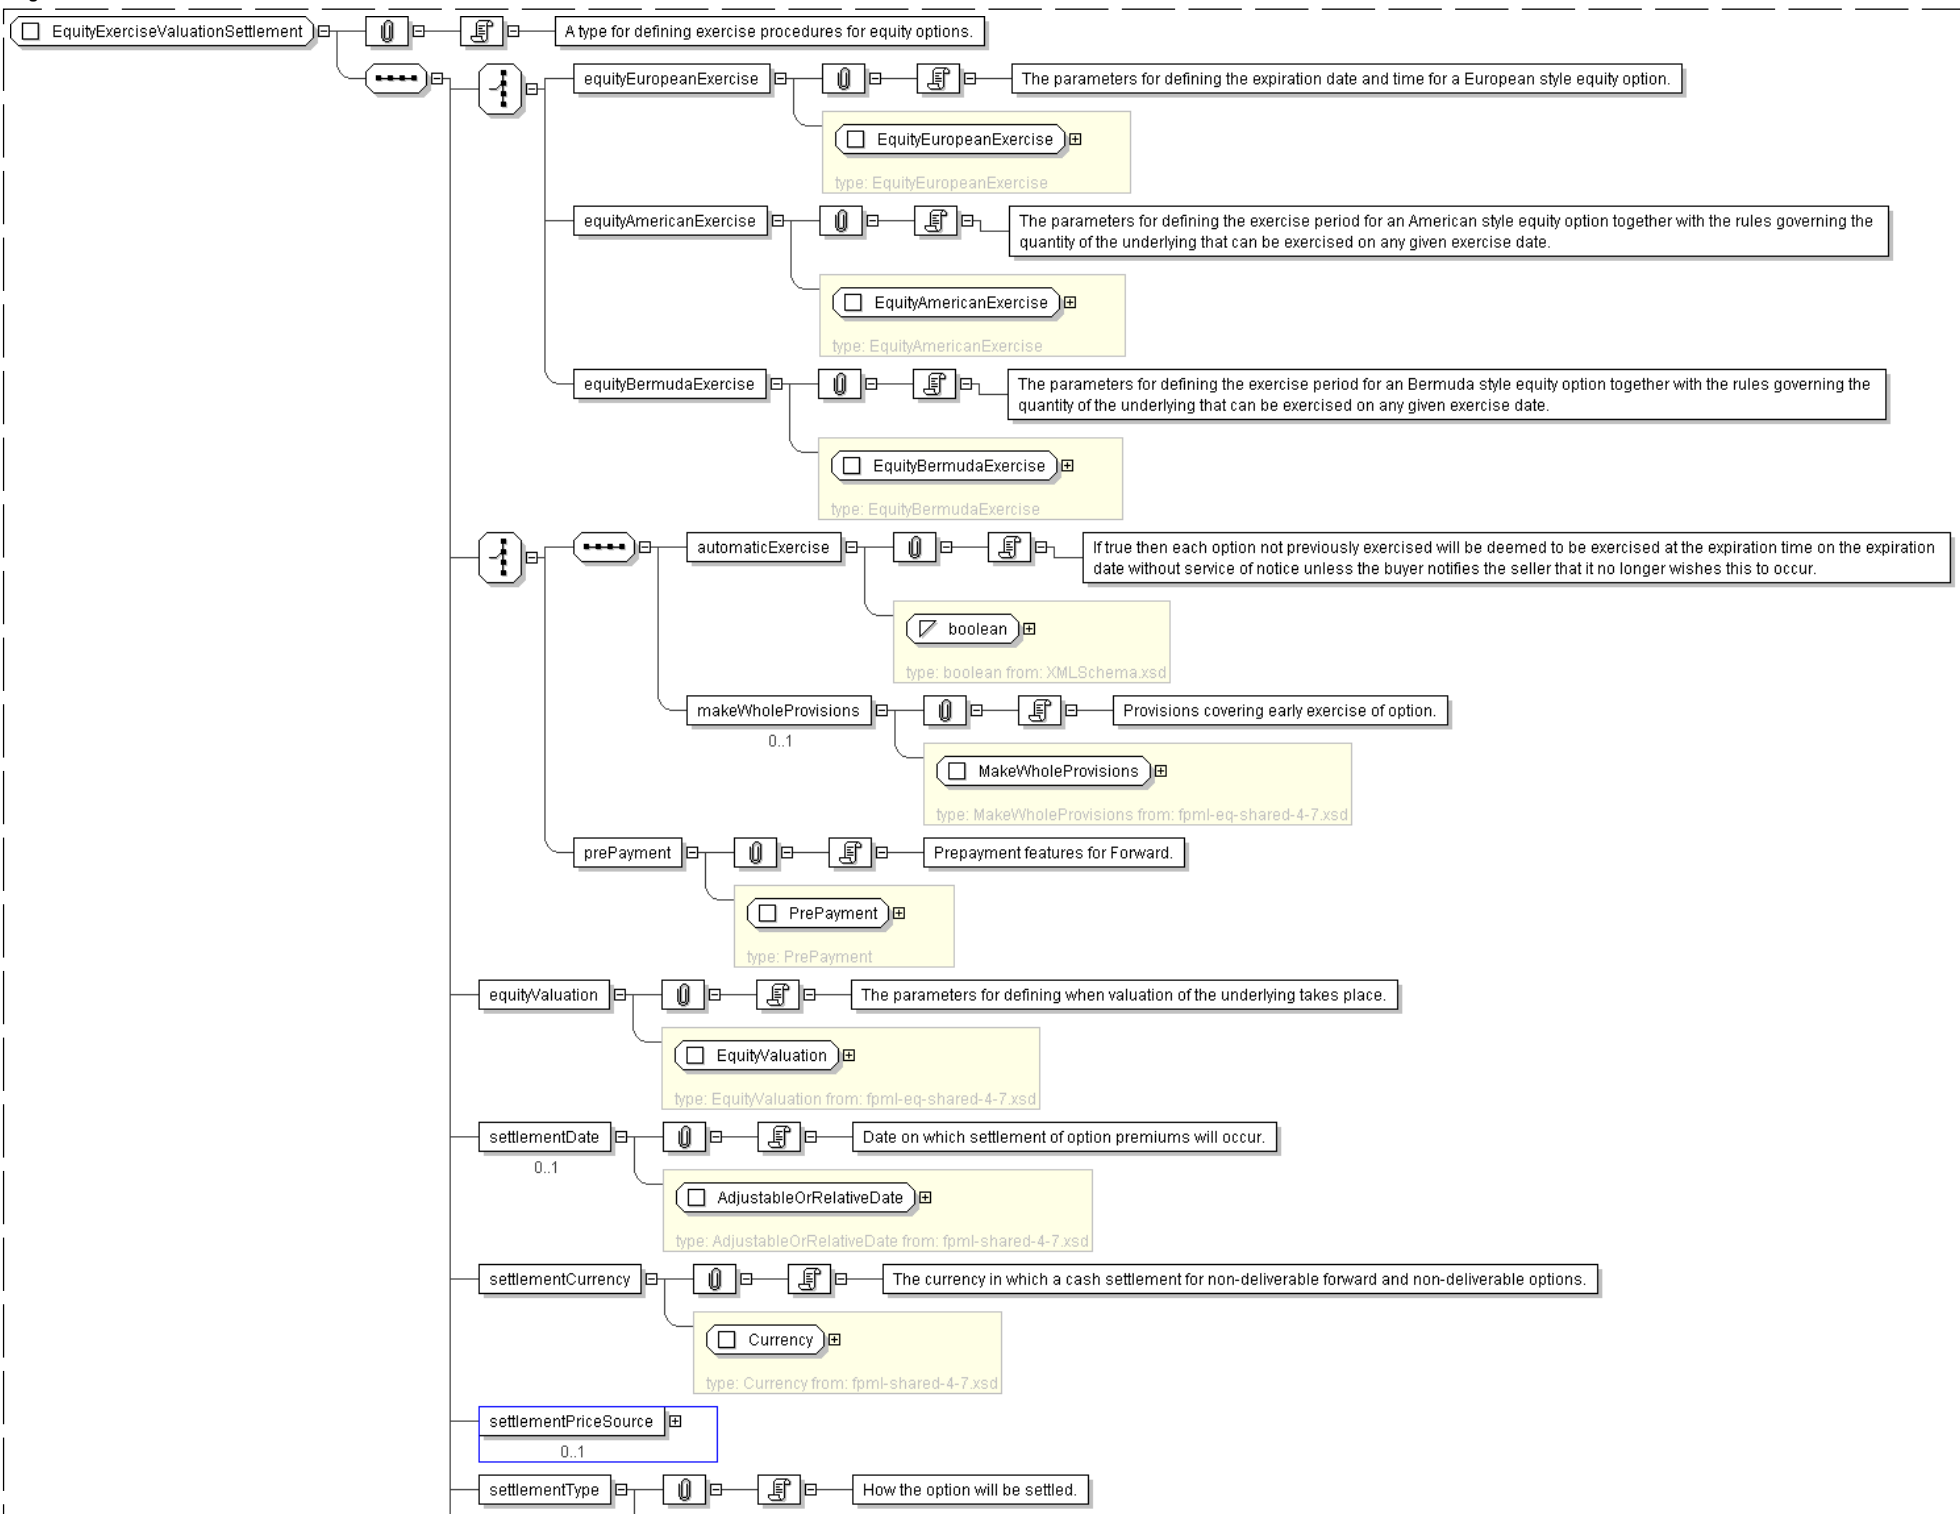 EquityExerciseValuationSettlement
A type for defining exercise procedures for equity options.
equityEuropeanExercise
The parameters for defining the expiration date and time for a European style equity option.
EquityEuropeanExercise
type: EquityEuropeanExercise
equityAmericanExercise
The parameters for defining the exercise period for an American style equity option together with the rules governing the
quantity of the underlying that can be exercised on any given exercise date.
EquityAmericanExercise
type: EquityAmericanExercise
equityBermudaExercise
The parameters for defining the exercise period for an Bermuda style equity option together with the rules governing the
quantity of the underlying that can be exercised on any given exercise date.
EquityBermudaExercise
type: EquityBermudaExercise
automaticExercise
If true then each option not previously exercised will be deemed to be exercised at the expiration time on the expiration
date without service of notice unless the buyer notifies the seller that it no longer wishes this to occur.
boolean
type: boolean from: XMLSchema.xsd
makeWholeProvisions
Provisions covering early exercise of option.
0..1
MakeWholeProvisions
type: MakeWholeProvisions from: fpml-eq-shared-4-7.xsd
prePayment
Prepayment features for Forward.
PrePayment
type: PrePayment
equityValuation
The parameters for defining when valuation of the underlying takes place.
EquityValuation
type: EquityValuation from: fpml-eq-shared-4-7.xsd
settlementDate
Date on which settlement of option premiums will occur.
0..1
AdjustableOrRelativeDate
type: AdjustableOrRelativeDate from: fpml-shared-4-7.xsd
settlementCurrency
The currency in which a cash settlement for non-deliverable forward and non-deliverable options.
Currency
type: Currency from: fpml-shared-4-7.xsd
settlementPriceSource
0..1
settlementType
How the option will be settled.